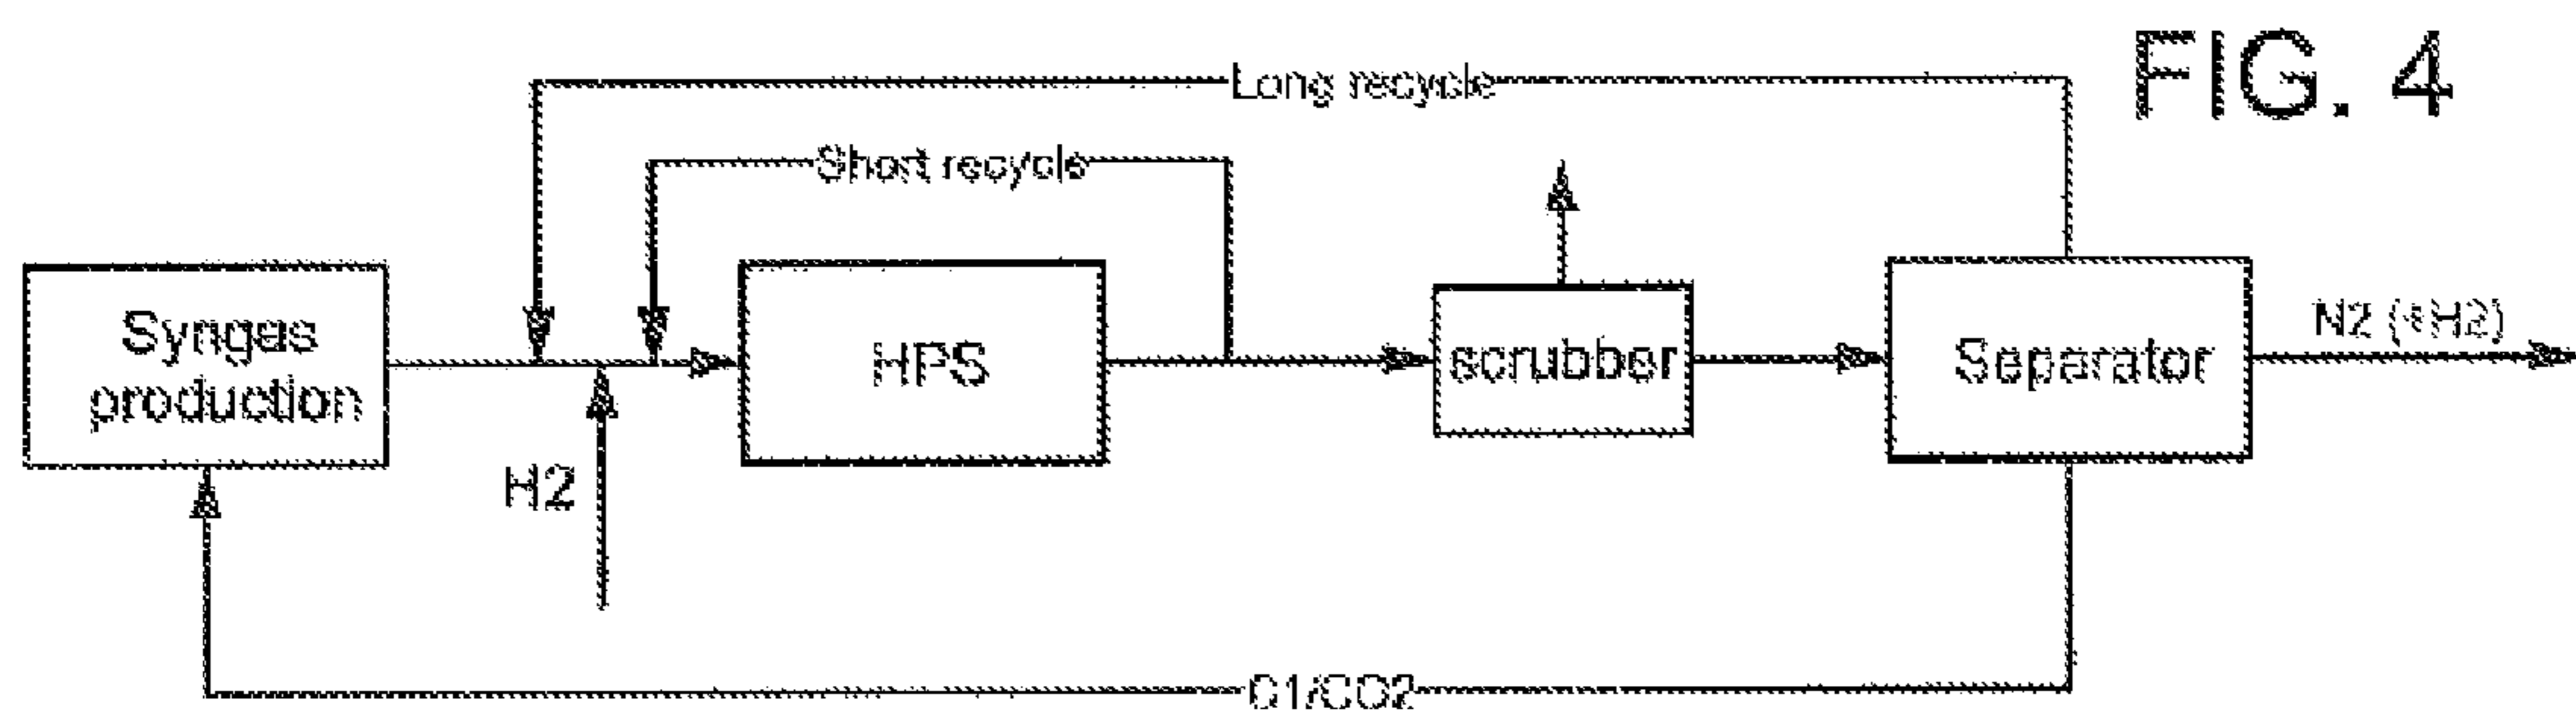 FIG. 4
Long recycle
Short recycle
Syngas
production
HPS
scrubber
Separator
N2 (+H2)
H2
C1/CO2